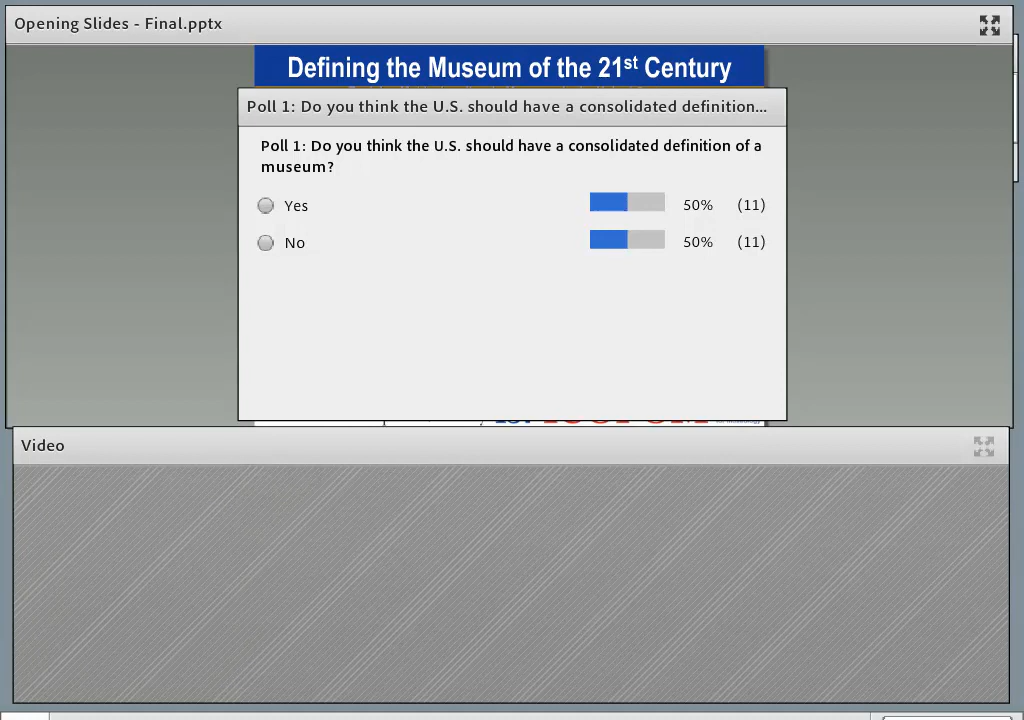 Opening Slides - Final.pptx
Defining the Museum of the 21st Century
Poll 1: Do you think the U.S. should have a consolidated definition...
Poll 1: Do you think the U.S. should have a consolidated definition of a
museum?
Yes 50% (11)
No 50% (11)
Video